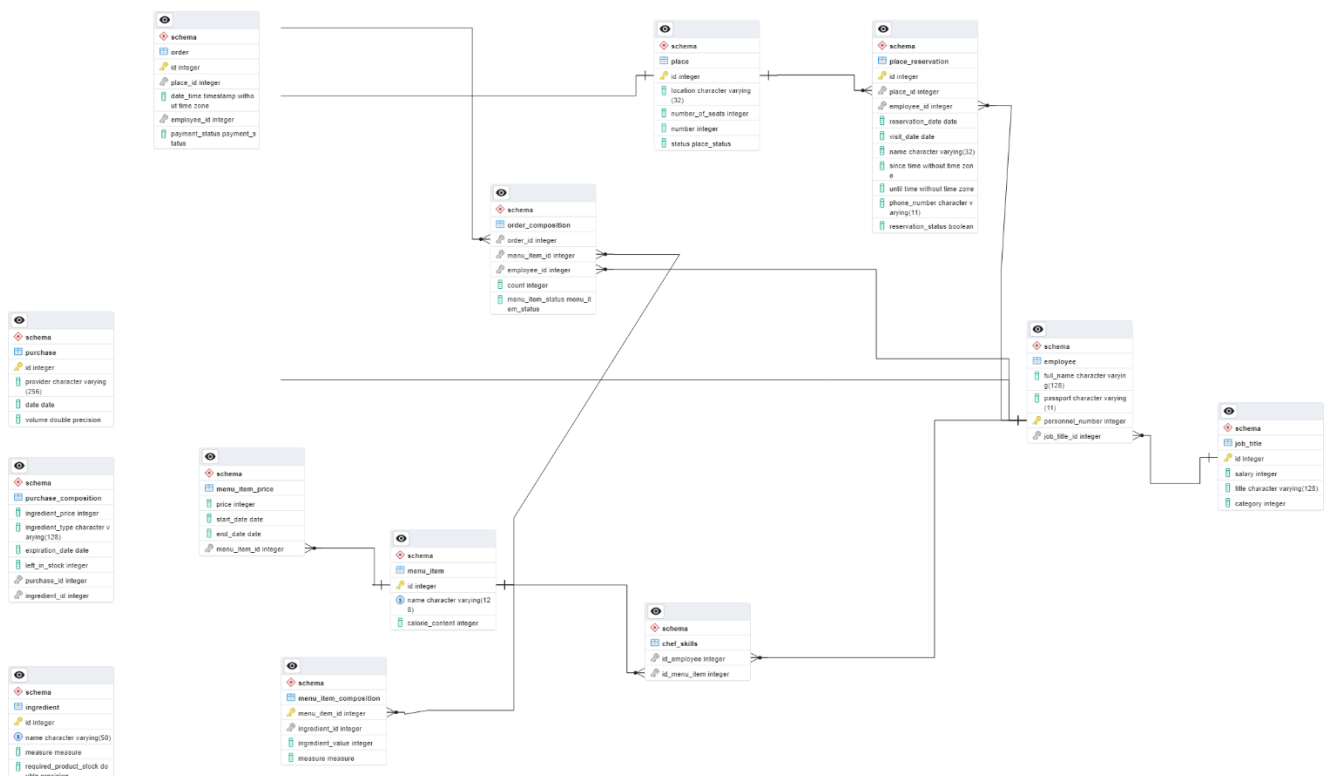 schema
order
id integer
place_id integer
date_time timestamp witho
ut time zone
employee_id integer
payment_status payment_s
tatus
schema
place
id integer
location character varying
(32)
number_of_seats integer
number integer
status place_status
schema
place_reservation
id integer
place_id integer
employee_id integer
reservation_date date
visit_date date
name character varying(32)
since time without time zon
e
until time without time zone
phone_number character v
arying(11)
reservation_status boolean
schema
order_composition
order_id integer
menu_item_id integer
employee_id integer
count integer
menu_item_status menu_it
em_status
schema
purchase
id integer
provider character varying
(256)
date date
volume double precision
schema
employee
full_name character varyin
g(128)
passport character varying
(11)
personnel_number integer
job_title_id integer
schema
job_title
id integer
salary integer
title character varying(128)
category integer
schema
purchase_composition
ingredient_price integer
ingredient_type character v
arying(128)
expiration_date date
left_in_stock integer
purchase_id integer
ingredient_id integer
schema
menu_item_price
price integer
start_date date
end_date date
menu_item_id integer
schema
menu_item
id integer
name character varying(12
8)
calorie_content integer
schema
chef_skills
id_employee integer
id_menu_item integer
schema
ingredient
id integer
name character varying(50)
measure measure
required_product_stock do
uble precision
schema
menu_item_composition
menu_item_id integer
ingredient_id integer
ingredient_value integer
measure measure